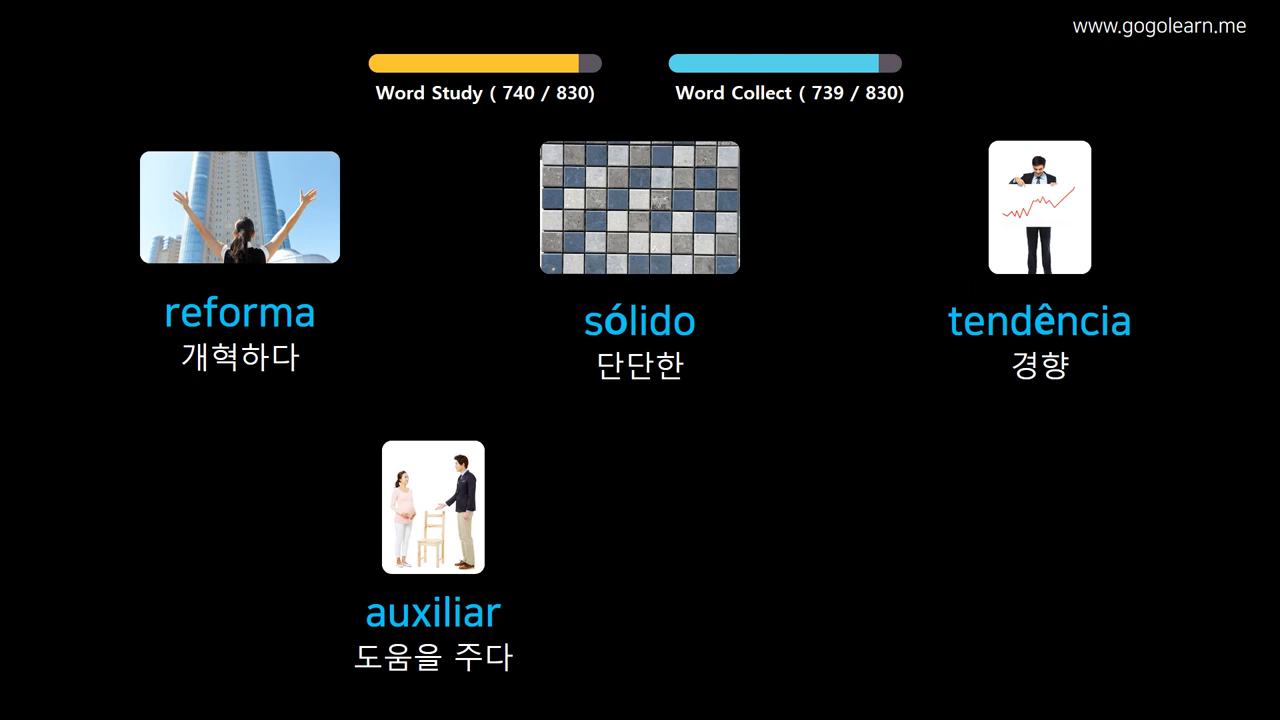 www.gogolearn.me
Word Study ( 740 / 830)
Word Collect ( 739 / 830)
reforma
개혁하다
sólido
단단한
tendência
경향
auxiliar
도움을 주다